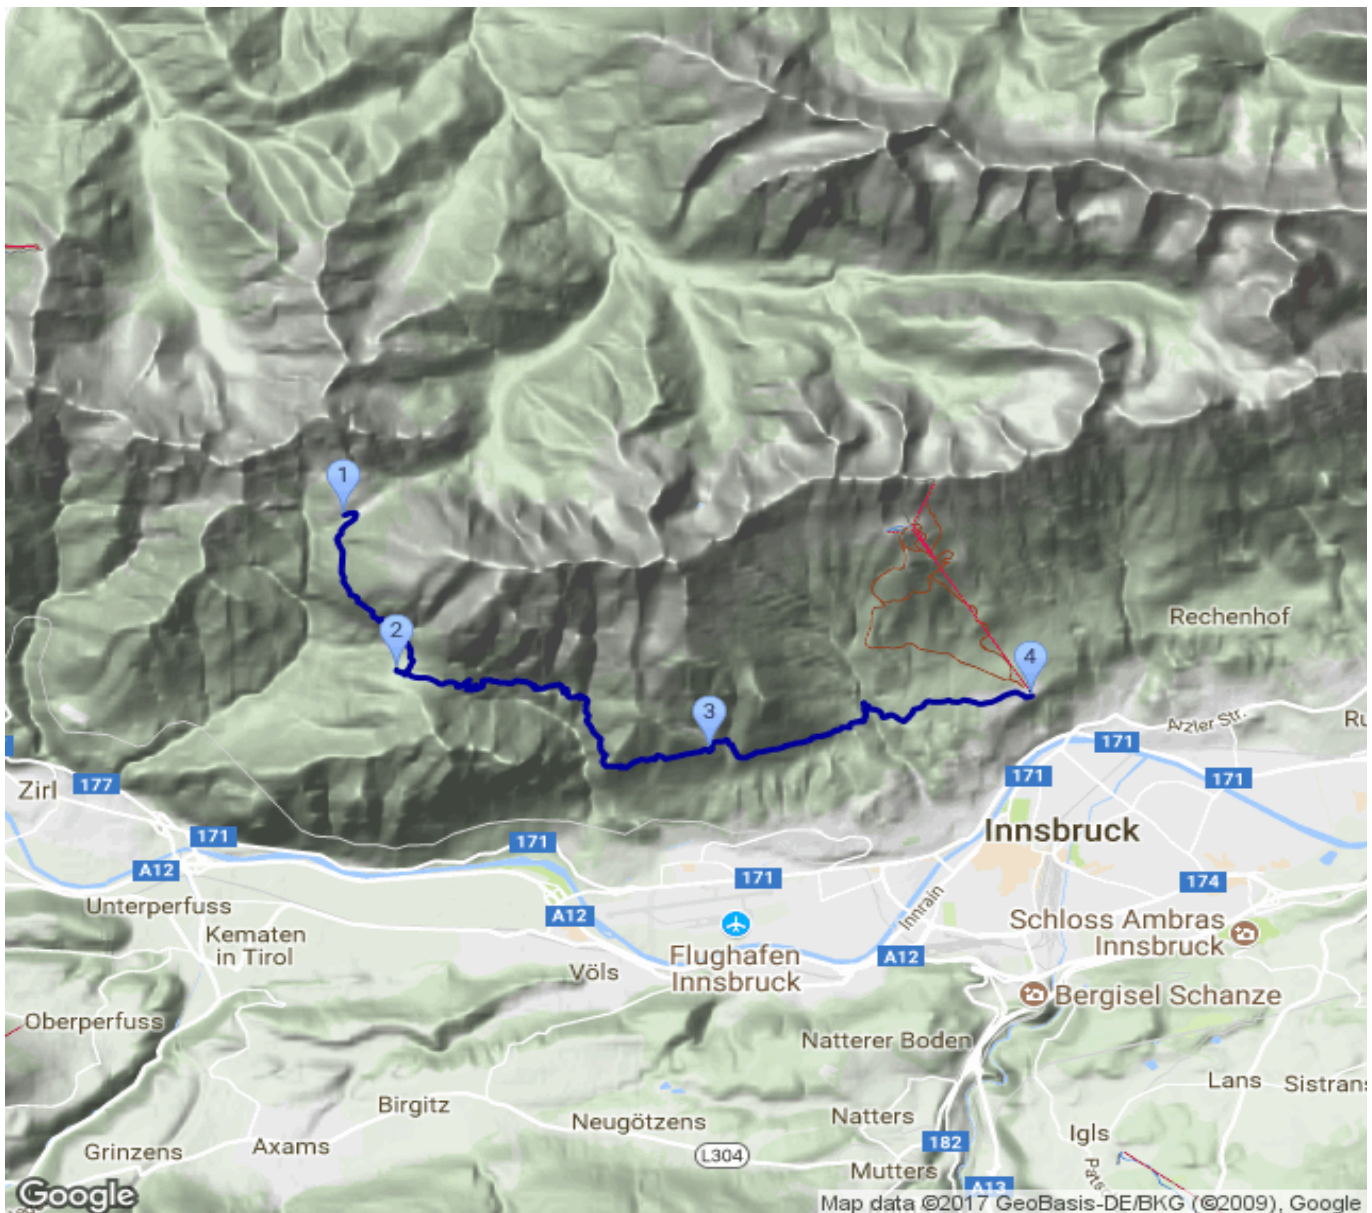 1
2
Rechenhof
4
3
Arzler Str.
171
Ru
171
171
Zirl
177
171
171
Innsbruck
A12
171
174
Unterperfuss
Innrain
A12
Schloss Ambras
Innsbruck
Kementen
in Tirol
A12
Flughafen
Innsbruck
Völs
Bergisel Schanze
Oberperfuss
Natterer Boden
Lans
Sistrans
Birgitz
Natters
Neugötzens
Igls
182
Axams
Grinzens
L304
Mutters
Pats
A13
Google
Map data ©2017 GeoBasis-DE/BKG (©2009), Google